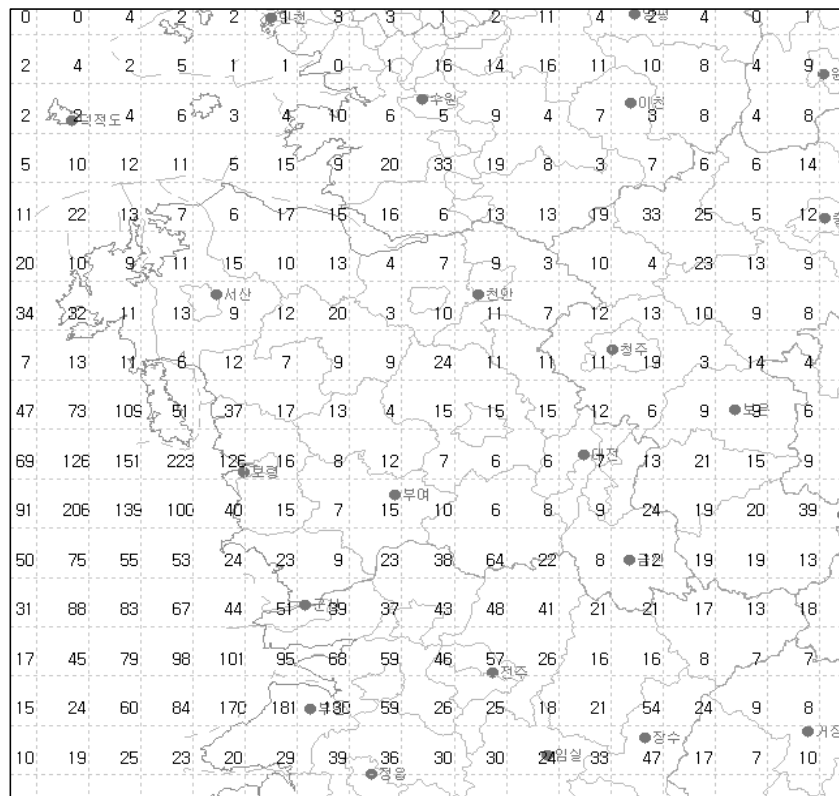 0 0 4 2 2 1 3 3 1 2 11 4 2 4 0 1
인천 양평
2 4 2 5 1 1 0 1 16 14 16 11 10 8 4 9
수원 이천
2 2 4 6 3 4 10 6 5 9 4 7 3 8 4 8
덕적도
5 10 12 11 5 15 9 20 33 19 8 3 7 6 6 14
11 22 13 7 6 17 15 16 6 13 13 19 33 25 5 12
20 10 9 11 15 10 13 4 7 9 3 10 4 23 13 9
서산 천안
34 32 11 13 9 12 20 3 10 11 7 12 13 10 9 8
청주
7 13 11 6 12 7 9 9 24 11 11 11 19 3 14 4
47 73 109 51 37 17 13 4 15 15 15 12 6 9 9 6
보은
69 126 151 223 126 16 8 12 7 6 6 7 13 21 15 9
보령 대전
부여
91 206 139 100 40 15 7 15 10 6 8 9 24 19 20 39
50 75 55 53 24 23 9 23 38 64 22 8 12 19 19 13
금산
31 88 83 67 44 51 39 37 43 48 41 21 21 17 13 18
군산
17 45 79 98 101 95 68 59 46 57 26 16 16 8 7 7
전주
15 24 60 84 170 181 130 59 26 25 18 21 54 24 9 8
장수
10 19 25 23 20 29 39 36 30 30 24 33 47 17 7 10
임실
정읍